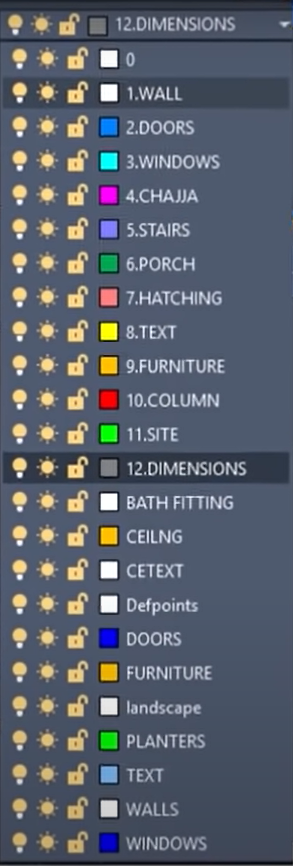 12.DIMENSIONS
0
1.WALL
2.DOORS
3.WINDOWS
4.CHAJJA
5.STAIRS
6.PORCH
7.HATCHING
8.TEXT
9.FURNITURE
10.COLUMN
11.SITE
12.DIMENSIONS
BATH FITTING
CEILNG
CETEXT
Defpoints
DOORS
FURNITURE
landscape
PLANTERS
TEXT
WALLS
WINDOWS